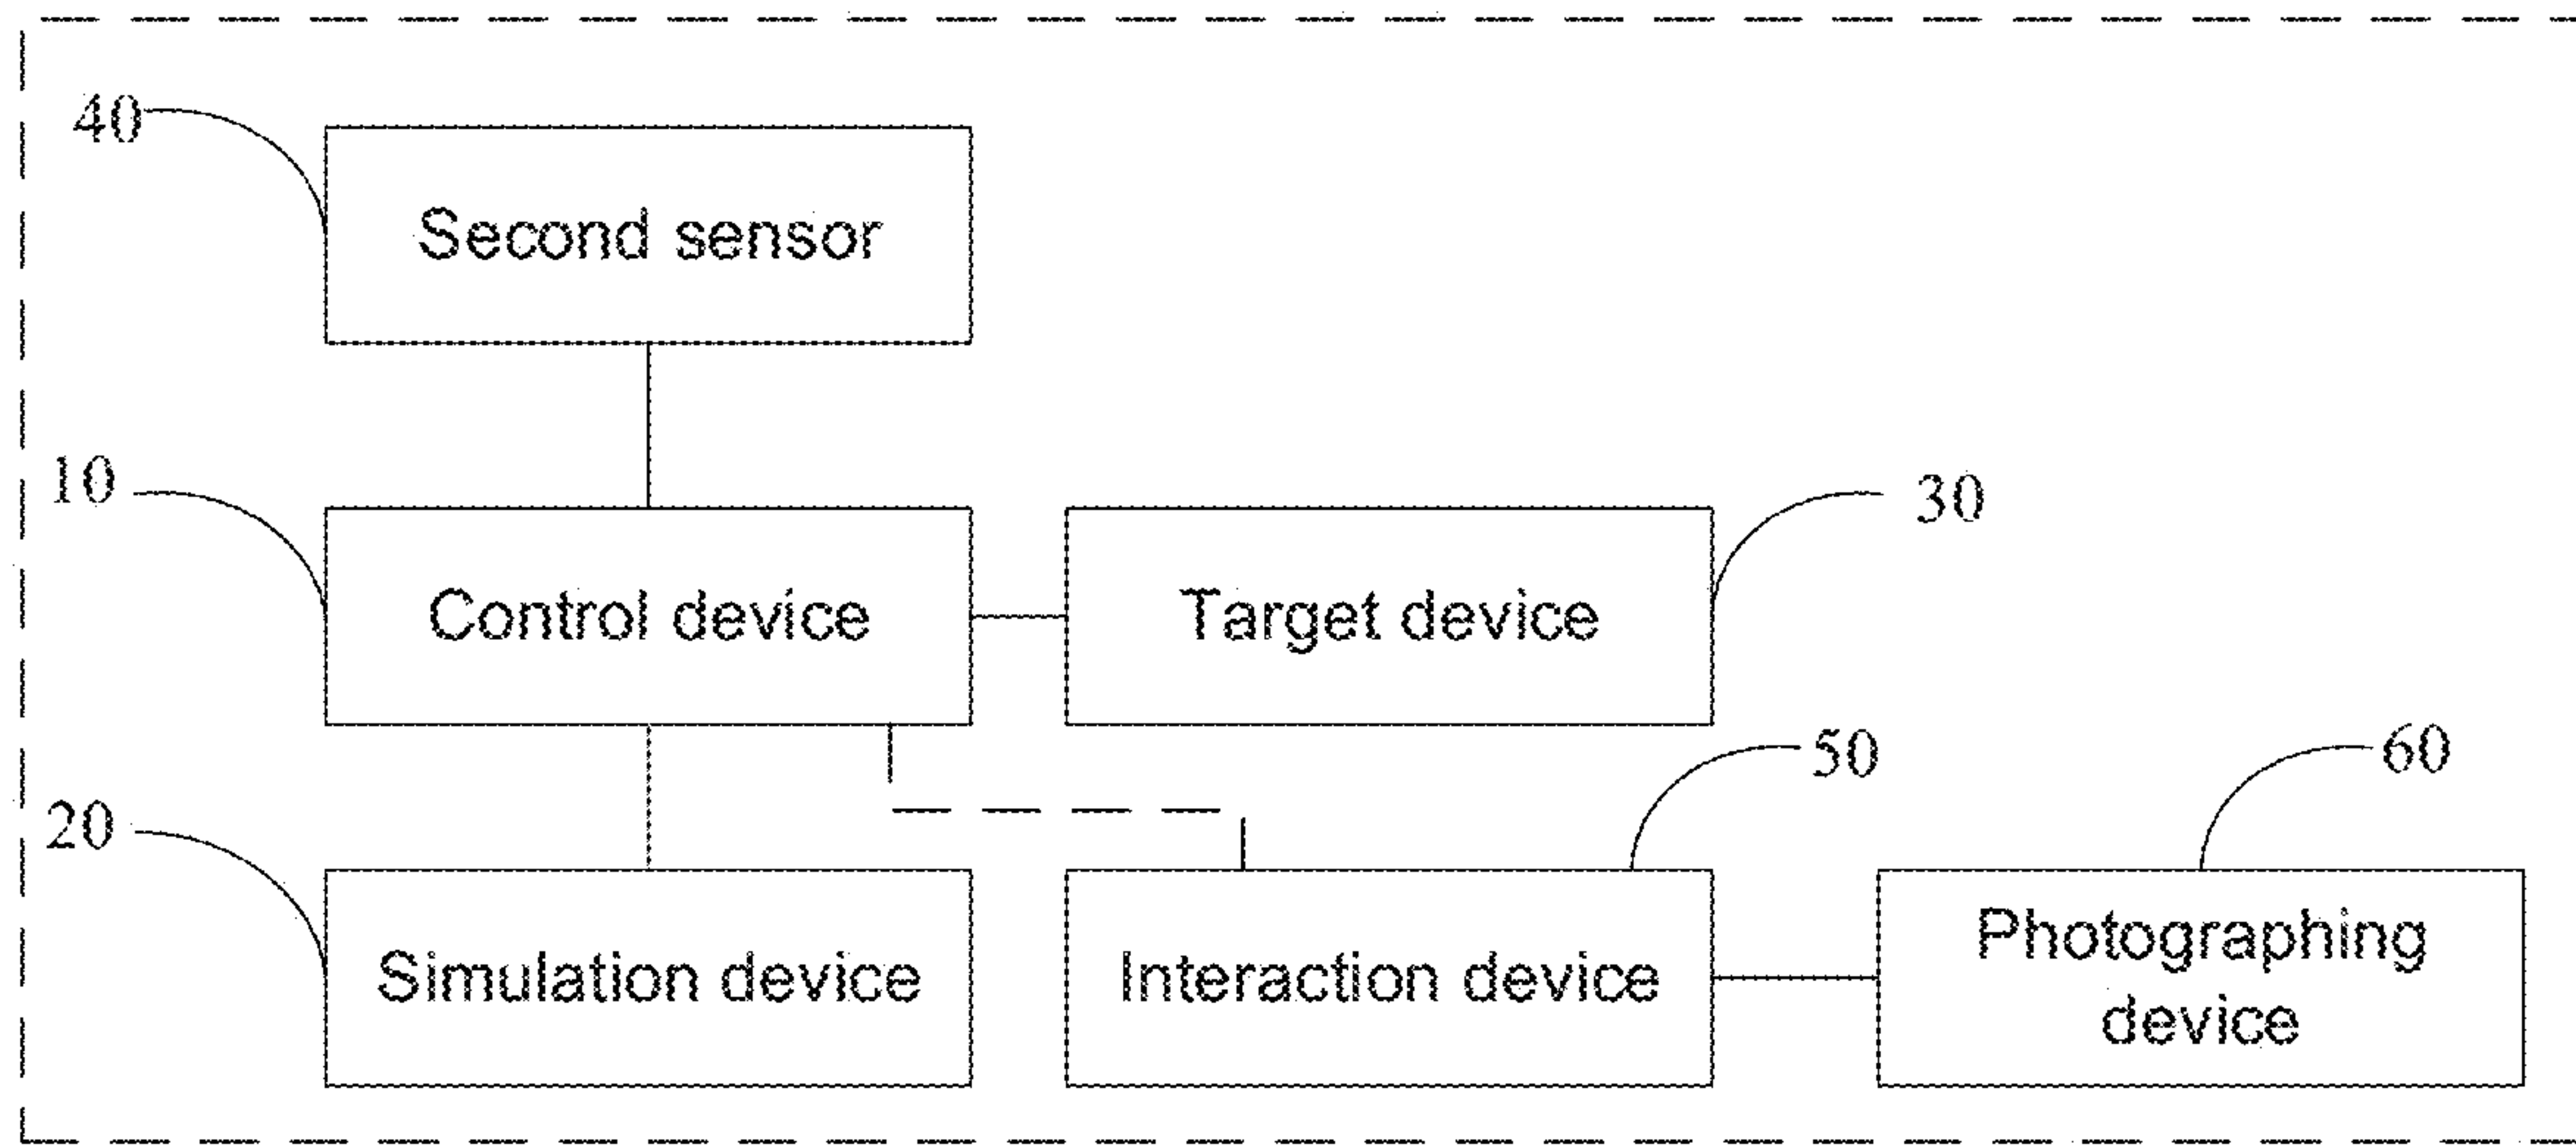 40
Second sensor
10
Control device
Target device
30
20
Simulation device
50
Interaction device
60
Photographing
device